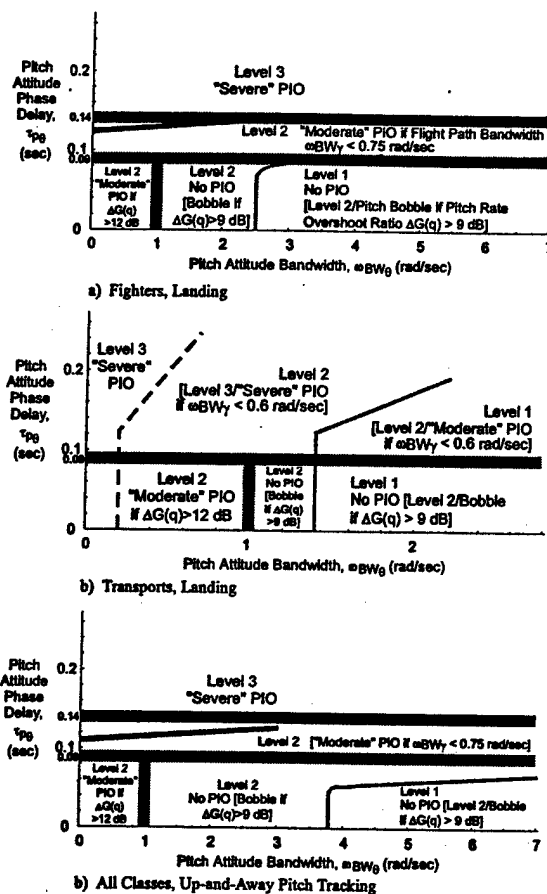 Pitch
Attitude
Phase
Delay,
τpθ
(sec)
0.2
0.14
0.1
0.09
0
Level 3
"Severe" PIO
Level 2 "Moderate" PIO if Flight Path Bandwidth
ωBWγ < 0.75 rad/sec
Level 2
"Moderate"
PIO if
ΔG(q)
>12 dB
Level 2
No PIO
[Bobble if
ΔG(q)>9 dB]
Level 1
No PIO
[Level 2/Pitch Bobble if Pitch Rate
Overshoot Ratio ΔG(q) > 9 dB]
0 1 2 3 4 5 6 7
Pitch Attitude Bandwidth, ωBWθ (rad/sec)
a) Fighters, Landing
Pitch
Attitude
Phase
Delay,
τpθ
(sec)
0.2
0.1
0.09
0
Level 3
"Severe"
PIO
Level 2
[Level 3/"Severe" PIO
if ωBWγ < 0.6 rad/sec]
Level 1
[Level 2/"Moderate" PIO
if ωBWγ < 0.6 rad/sec]
Level 2
"Moderate" PIO
if ΔG(q)>12 dB
Level 2
No PIO
[Bobble
if ΔG(q)
>9 dB]
Level 1
No PIO [Level 2/Bobble
if ΔG(q) > 9 dB]
0 1 2
Pitch Attitude Bandwidth, ωBWθ (rad/sec)
b) Transports, Landing
Pitch
Attitude
Phase
Delay,
τpθ
(sec)
0.2
0.14
0.1
0.09
0
Level 3
"Severe" PIO
Level 2 ["Moderate" PIO if ωBWγ < 0.75 rad/sec]
Level 2
"Moderate"
PIO if
ΔG(q)
>12 dB
Level 2
No PIO [Bobble if
ΔG(q)>9 dB]
Level 1
No PIO [Level 2/Bobble
if ΔG(q) > 9 dB]
0 1 2 3 4 5 6 7
Pitch Attitude Bandwidth, ωBWθ (rad/sec)
b) All Classes, Up-and-Away Pitch Tracking